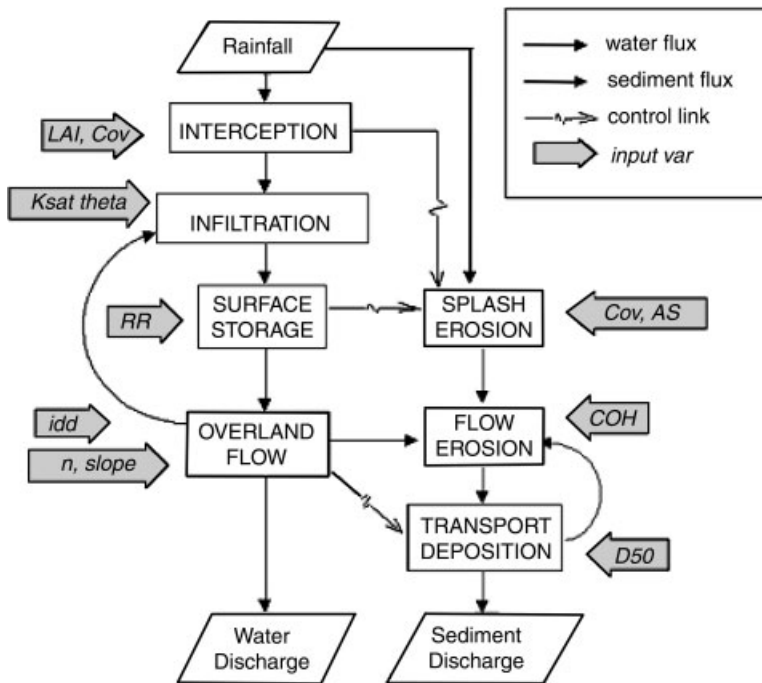 Rainfall
water flux
sediment flux
control link
input var
LAI, Cov
INTERCEPTION
Ksat theta
INFILTRATION
RR
SURFACE
STORAGE
SPLASH
EROSION
Cov, AS
ldd
n, slope
OVERLAND
FLOW
FLOW
EROSION
COH
TRANSPORT
DEPOSITION
D50
Water
Discharge
Sediment
Discharge